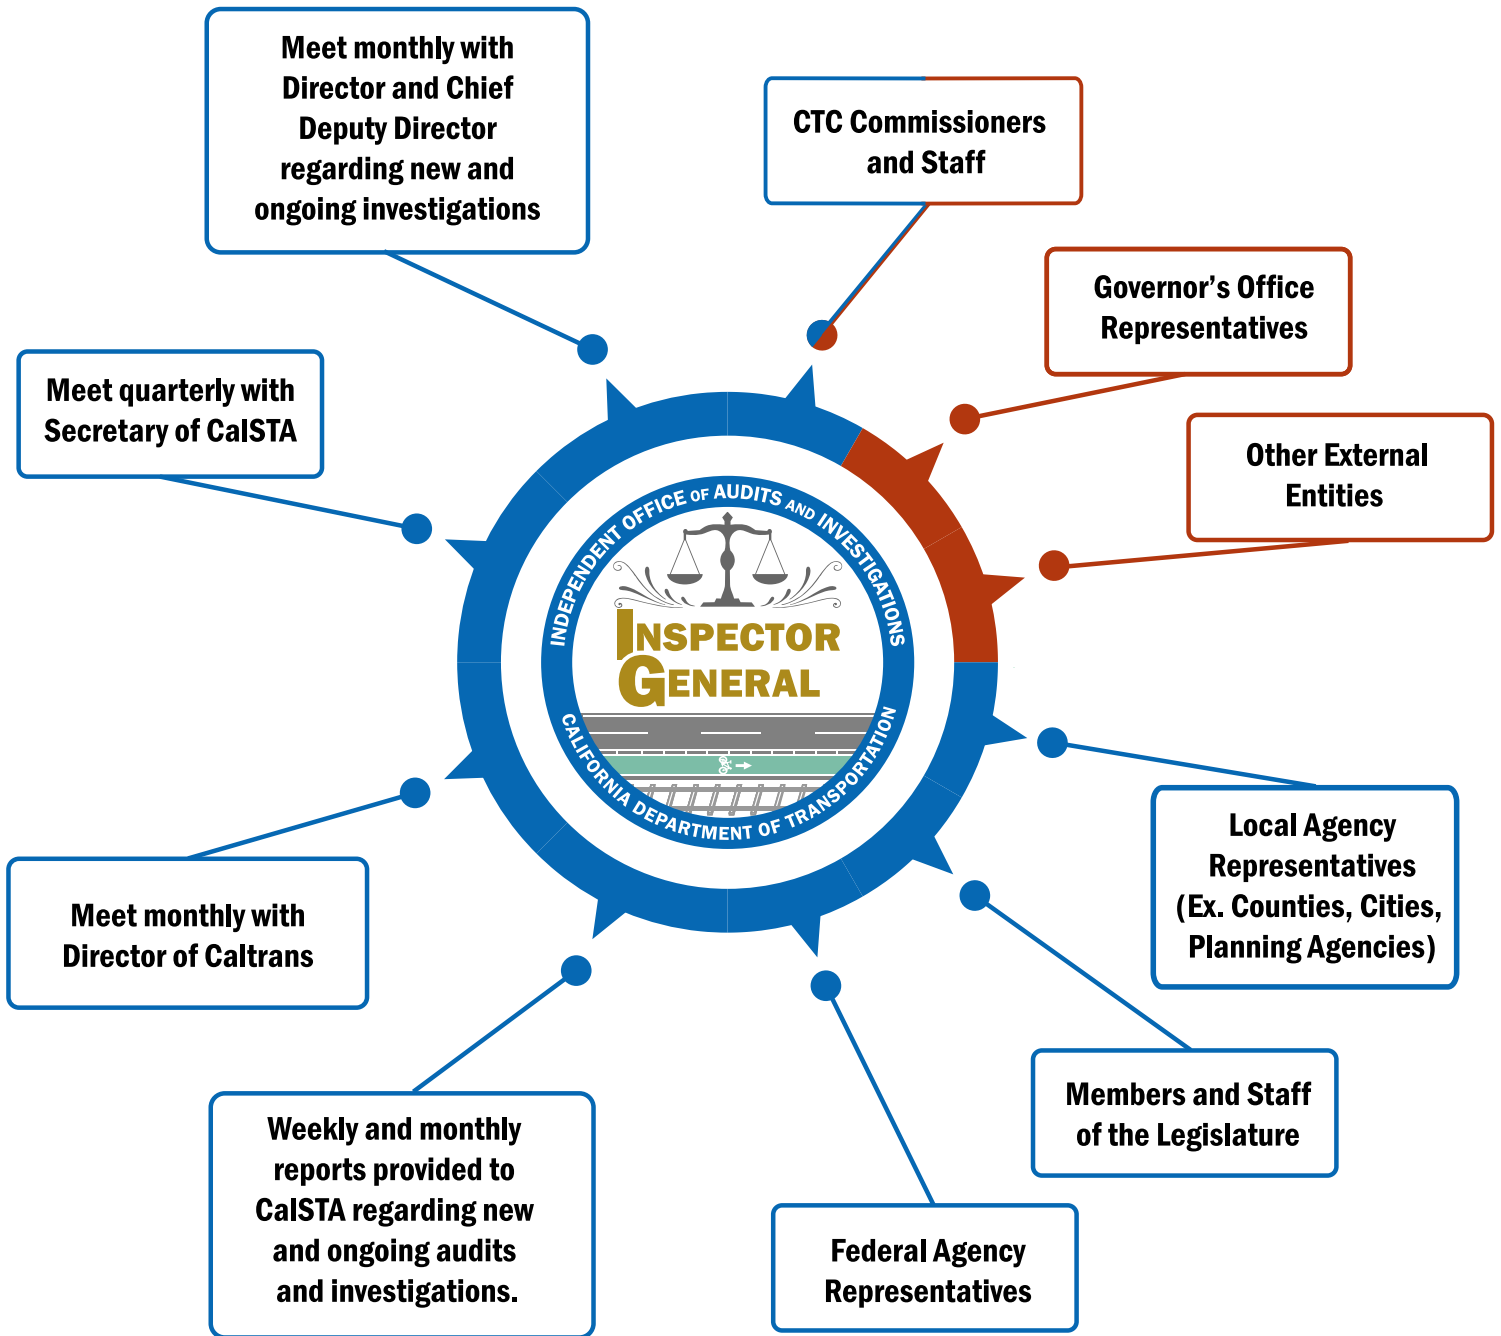 Meet monthly with
Director and Chief
Deputy Director
regarding new and
ongoing investigations
CTC Commissioners
and Staff
Governor’s Office
Representatives
Other External
Entities
Meet quarterly with
Secretary of CalSTA
INDEPENDENT OFFICE OF AUDITS AND INVESTIGATIONS
INSPECTOR
GENERAL
CALIFORNIA DEPARTMENT OF TRANSPORTATION
Local Agency
Representatives
(Ex. Counties, Cities,
Planning Agencies)
Meet monthly with
Director of Caltrans
Members and Staff
of the Legislature
Weekly and monthly
reports provided to
CalSTA regarding new
and ongoing audits
and investigations.
Federal Agency
Representatives